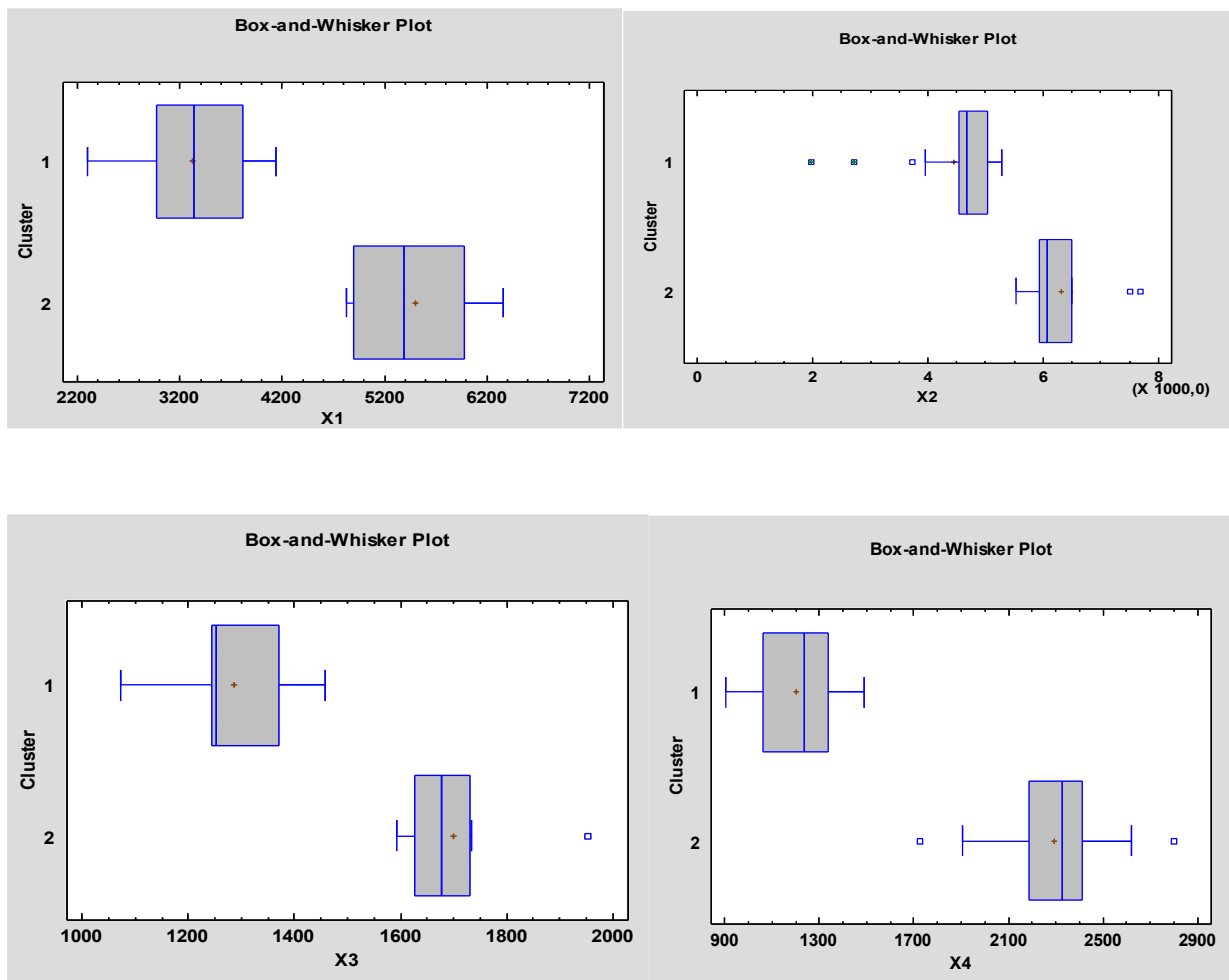 Box-and-Whisker Plot
Cluster
1
2
2200 3200 4200 5200 6200 7200
X1
Box-and-Whisker Plot
Cluster
1
2
0 2 4 6 8
(X 1000,0)
X2
Box-and-Whisker Plot
Cluster
1
2
1000 1200 1400 1600 1800 2000
X3
Box-and-Whisker Plot
Cluster
1
2
900 1300 1700 2100 2500 2900
X4